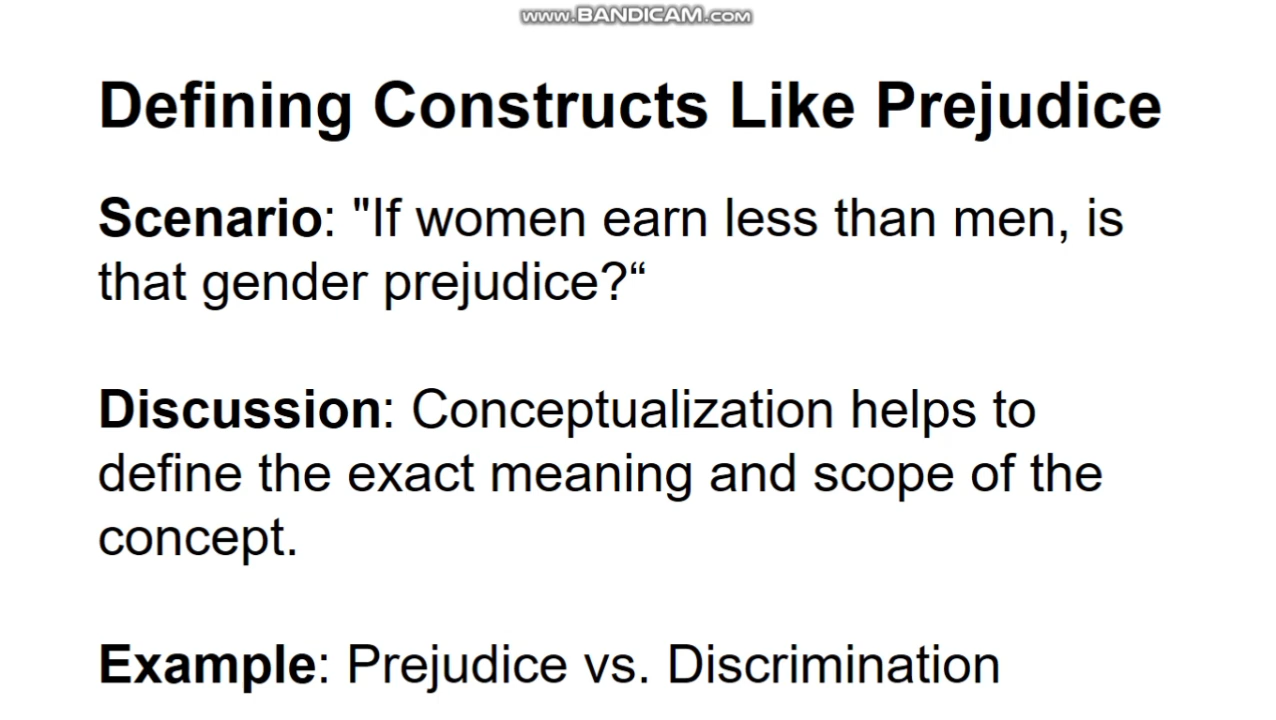 www.BANDICAM.com
Defining Constructs Like Prejudice
Scenario: "If women earn less than men, is
that gender prejudice?“
Discussion: Conceptualization helps to
define the exact meaning and scope of the
concept.
Example: Prejudice vs. Discrimination